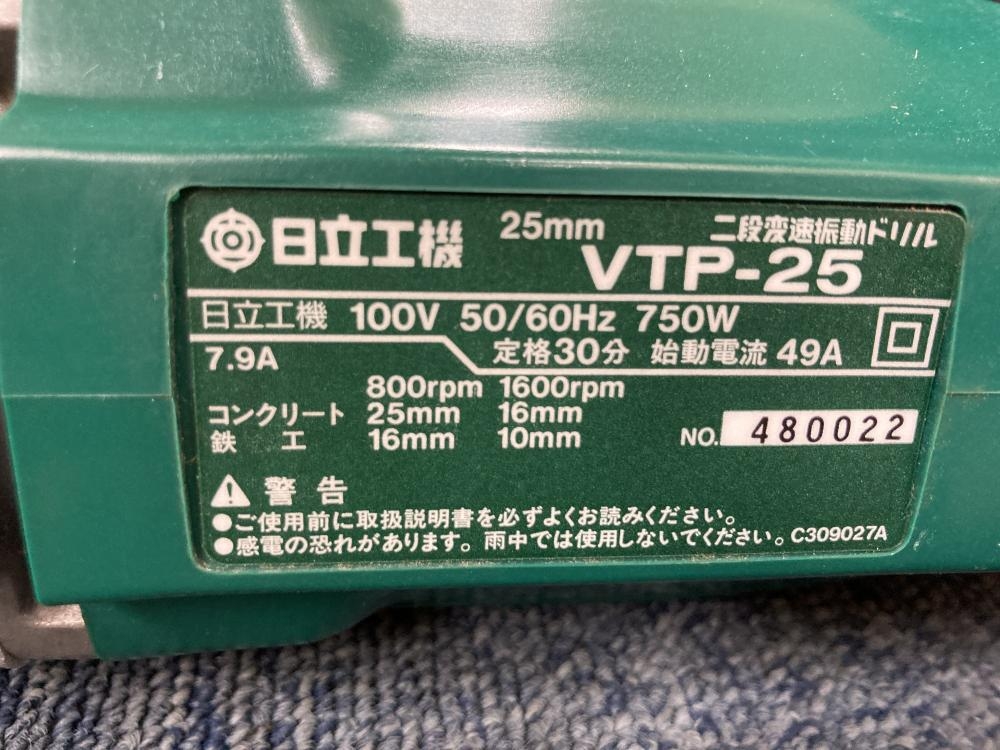 日立工機 25mm 二段変速振動ドリル
VTP-25
日立工機 100V 50/60Hz 750W
7.9A 定格30分 始動電流 49A
800rpm 1600rpm
コンクリート 25mm 16mm
鉄 工 16mm 10mm NO. 480022
警 告
●ご使用前に取扱説明書を必ずよくお読みください。
●感電の恐れがあります。雨中では使用しないでください。 C309027A